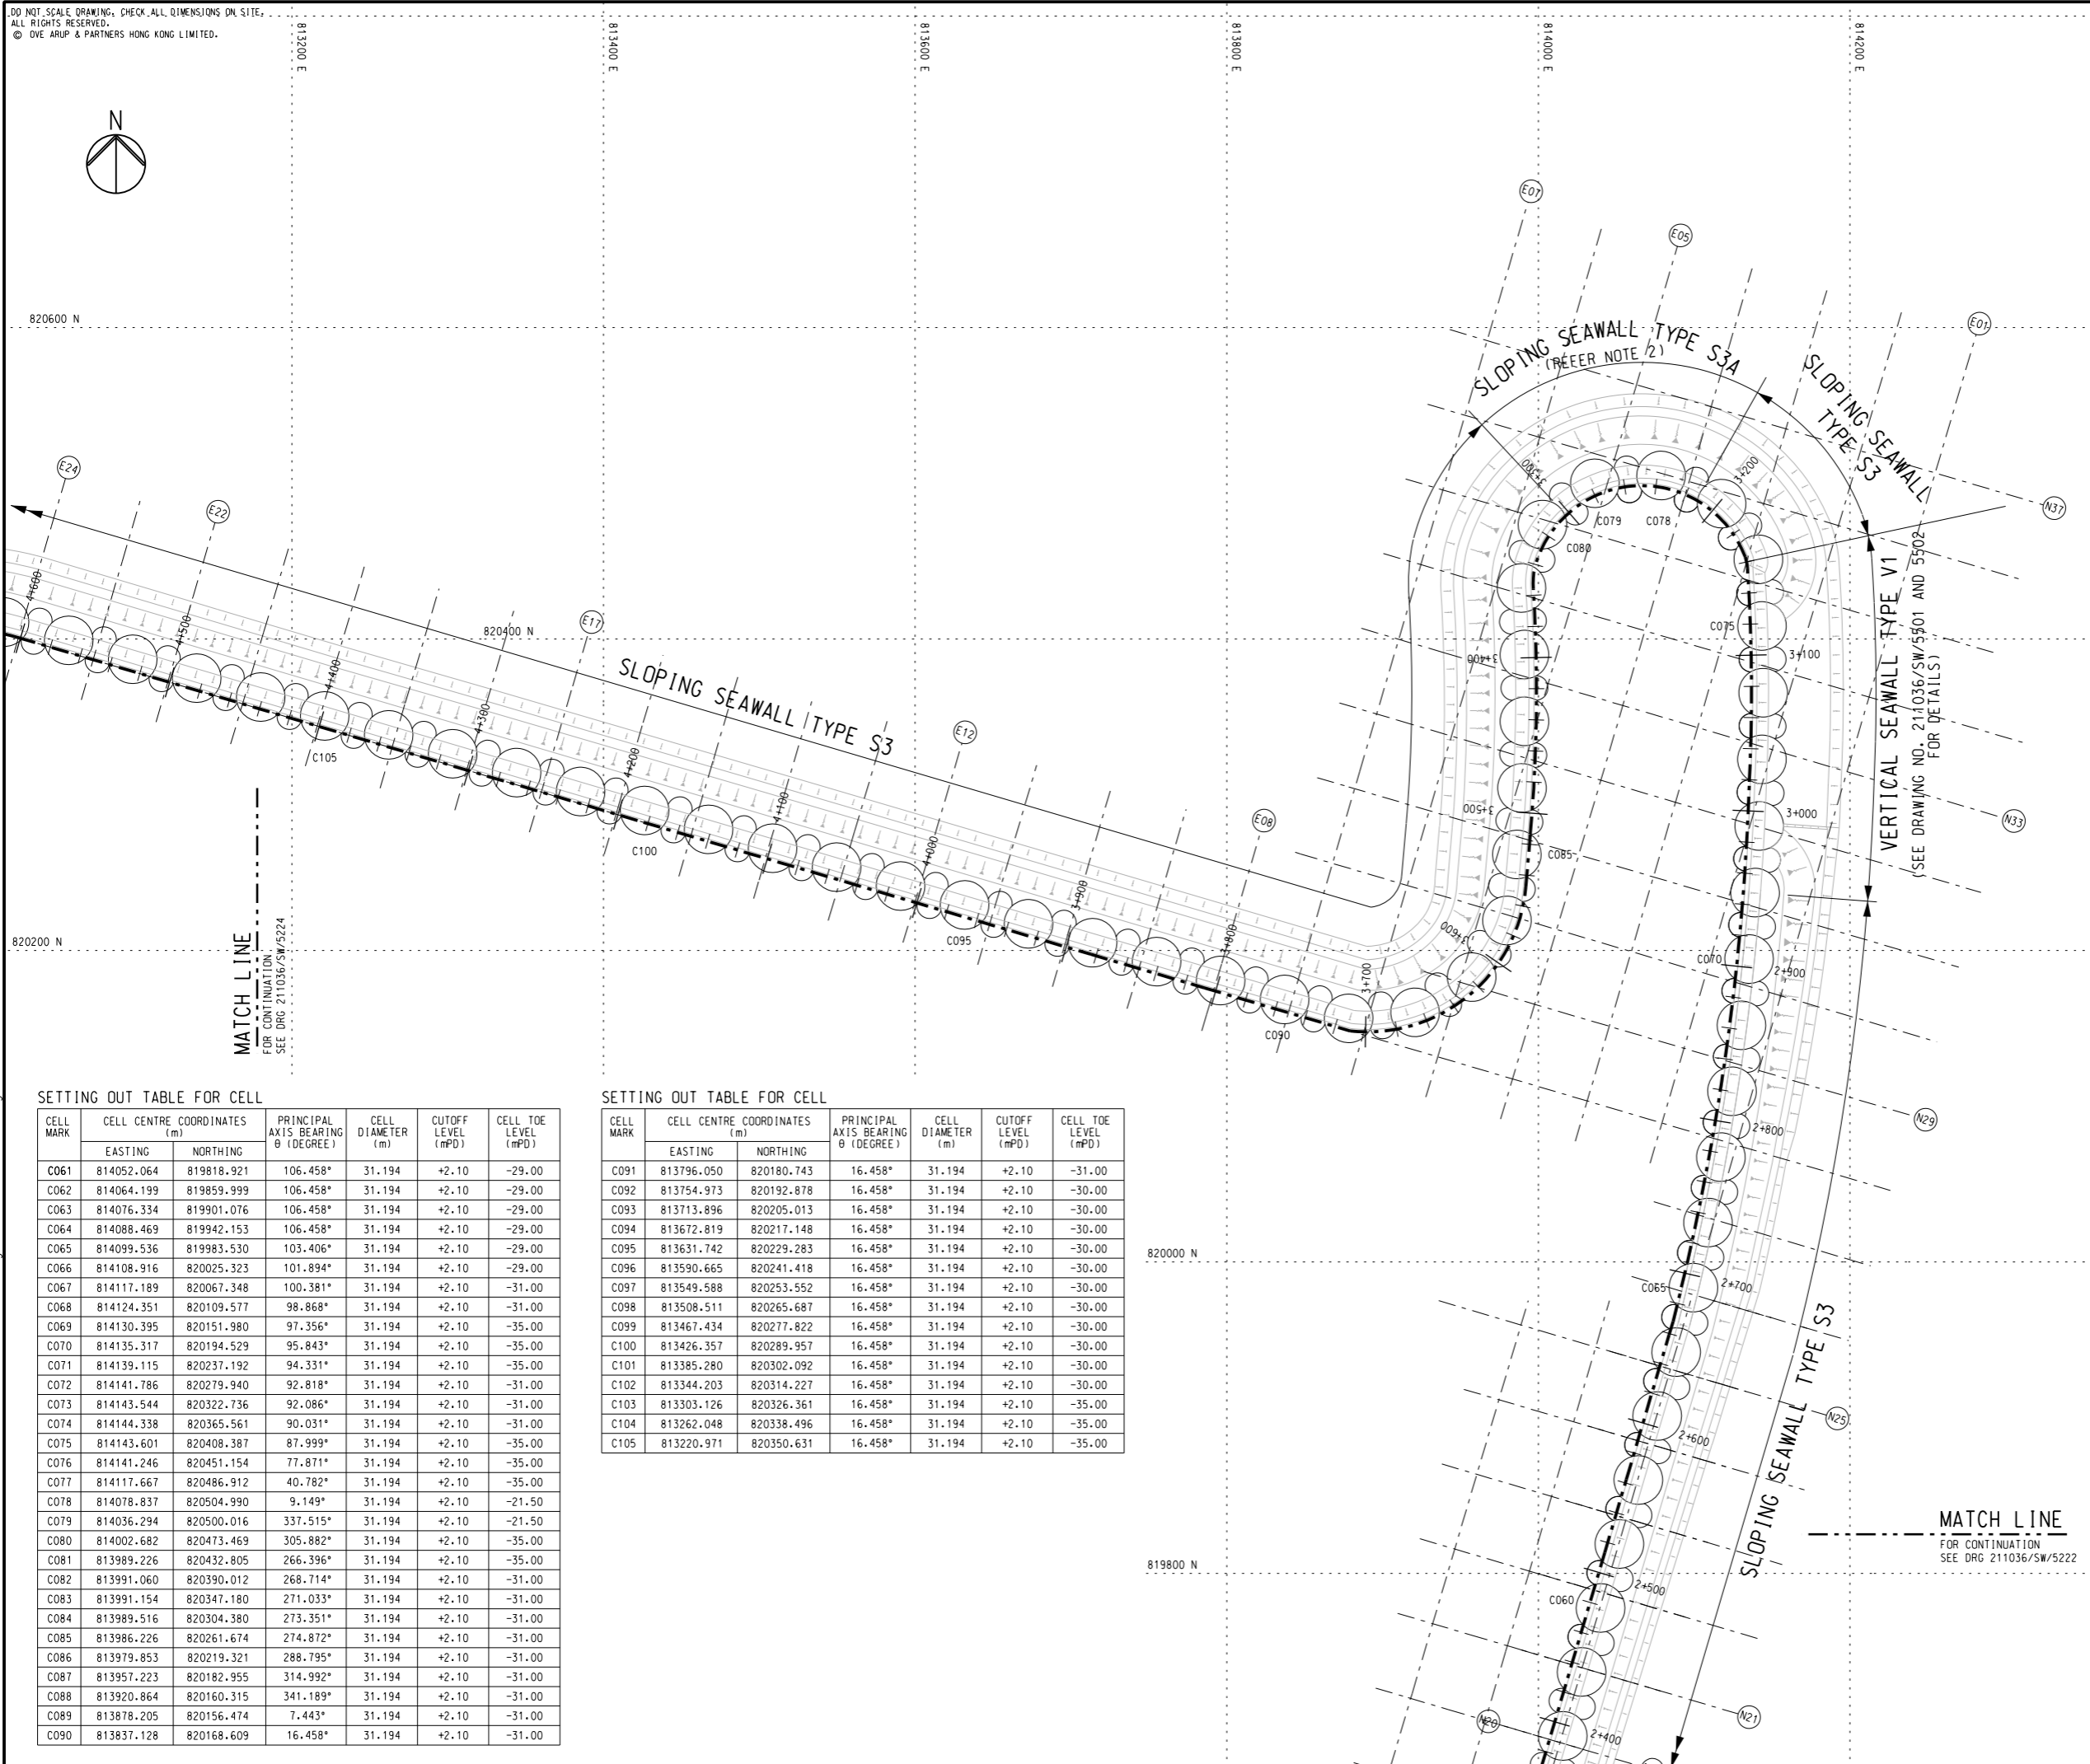 DO NOT SCALE DRAWING. CHECK ALL DIMENSIONS ON SITE.
ALL RIGHTS RESERVED.
© OVE ARUP & PARTNERS HONG KONG LIMITED.
813200 E
813400 E
813600 E
813800 E
814000 E
814200 E
N
820600 N
820400 N
820200 N
820000 N
819800 N
E24
E22
E17
E12
E08
E07
E05
E01
N37
N33
N29
N25
N21
N20
SLOPING SEAWALL TYPE S3A
(REFER NOTE 2)
SLOPING SEAWALL
TYPE S3
VERTICAL SEAWALL TYPE V1
(SEE DRAWING NO. 211036/SW/5501 AND 5502
FOR DETAILS)
SLOPING SEAWALL TYPE S3
SLOPING SEAWALL TYPE S3
4+600
4+500
4+400
4+300
4+200
4+100
4+000
3+900
3+800
3+700
3+600
3+500
3+400
3+300
3+200
3+100
3+000
2+900
2+800
2+700
2+600
2+500
2+400
C105
C100
C095
C090
C085
C080
C079
C078
C075
C070
C065
C060
MATCH LINE
FOR CONTINUATION
SEE DRG 211036/SW/5224
MATCH LINE
FOR CONTINUATION
SEE DRG 211036/SW/5222
SETTING OUT TABLE FOR CELL
CELL MARK CELL CENTRE COORDINATES (m) PRINCIPAL AXIS BEARING θ (DEGREE) CELL DIAMETER (m) CUTOFF LEVEL (mPD) CELL TOE LEVEL (mPD)
EASTING NORTHING
C061 814052.064 819818.921 106.458° 31.194 +2.10 -29.00
C062 814064.199 819859.999 106.458° 31.194 +2.10 -29.00
C063 814076.334 819901.076 106.458° 31.194 +2.10 -29.00
C064 814088.469 819942.153 106.458° 31.194 +2.10 -29.00
C065 814099.536 819983.530 103.406° 31.194 +2.10 -29.00
C066 814108.916 820025.323 101.894° 31.194 +2.10 -29.00
C067 814117.189 820067.348 100.381° 31.194 +2.10 -31.00
C068 814124.351 820109.577 98.868° 31.194 +2.10 -31.00
C069 814130.395 820151.980 97.356° 31.194 +2.10 -35.00
C070 814135.317 820194.529 95.843° 31.194 +2.10 -35.00
C071 814139.115 820237.192 94.331° 31.194 +2.10 -35.00
C072 814141.786 820279.940 92.818° 31.194 +2.10 -31.00
C073 814143.544 820322.736 92.086° 31.194 +2.10 -31.00
C074 814144.338 820365.561 90.031° 31.194 +2.10 -31.00
C075 814143.601 820408.387 87.999° 31.194 +2.10 -35.00
C076 814141.246 820451.154 77.871° 31.194 +2.10 -35.00
C077 814117.667 820486.912 40.782° 31.194 +2.10 -35.00
C078 814078.837 820504.990 9.149° 31.194 +2.10 -21.50
C079 814036.294 820500.016 337.515° 31.194 +2.10 -21.50
C080 814002.682 820473.469 305.882° 31.194 +2.10 -35.00
C081 813989.226 820432.805 266.396° 31.194 +2.10 -35.00
C082 813991.060 820390.012 268.714° 31.194 +2.10 -31.00
C083 813991.154 820347.180 271.033° 31.194 +2.10 -31.00
C084 813989.516 820304.380 273.351° 31.194 +2.10 -31.00
C085 813986.226 820261.674 274.872° 31.194 +2.10 -31.00
C086 813979.853 820219.321 288.795° 31.194 +2.10 -31.00
C087 813957.223 820182.955 314.992° 31.194 +2.10 -31.00
C088 813920.864 820160.315 341.189° 31.194 +2.10 -31.00
C089 813878.205 820156.474 7.443° 31.194 +2.10 -31.00
C090 813837.128 820168.609 16.458° 31.194 +2.10 -31.00
SETTING OUT TABLE FOR CELL
CELL MARK CELL CENTRE COORDINATES (m) PRINCIPAL AXIS BEARING θ (DEGREE) CELL DIAMETER (m) CUTOFF LEVEL (mPD) CELL TOE LEVEL (mPD)
EASTING NORTHING
C091 813796.050 820180.743 16.458° 31.194 +2.10 -31.00
C092 813754.973 820192.878 16.458° 31.194 +2.10 -30.00
C093 813713.896 820205.013 16.458° 31.194 +2.10 -30.00
C094 813672.819 820217.148 16.458° 31.194 +2.10 -30.00
C095 813631.742 820229.283 16.458° 31.194 +2.10 -30.00
C096 813590.665 820241.418 16.458° 31.194 +2.10 -30.00
C097 813549.588 820253.552 16.458° 31.194 +2.10 -30.00
C098 813508.511 820265.687 16.458° 31.194 +2.10 -30.00
C099 813467.434 820277.822 16.458° 31.194 +2.10 -30.00
C100 813426.357 820289.957 16.458° 31.194 +2.10 -30.00
C101 813385.280 820302.092 16.458° 31.194 +2.10 -30.00
C102 813344.203 820314.227 16.458° 31.194 +2.10 -30.00
C103 813303.126 820326.361 16.458° 31.194 +2.10 -35.00
C104 813262.048 820338.496 16.458° 31.194 +2.10 -35.00
C105 813220.971 820350.631 16.458° 31.194 +2.10 -35.00